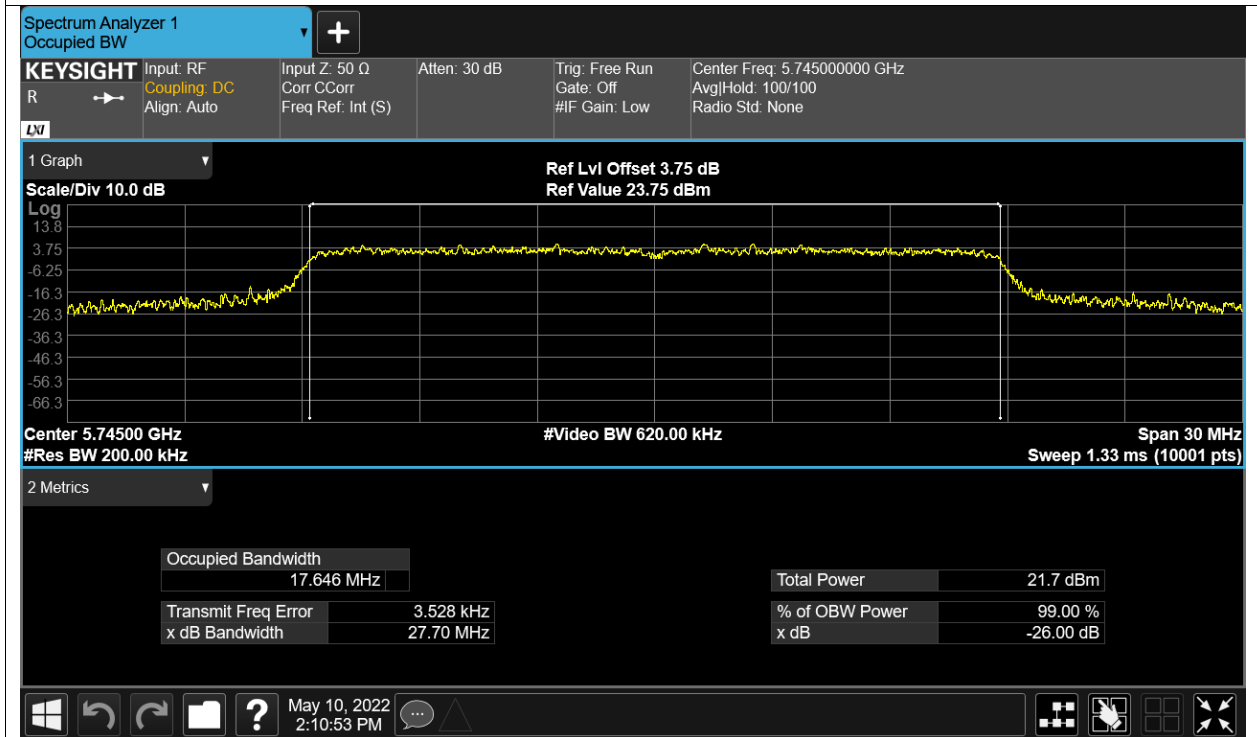 Spectrum Analyzer 1
Occupied BW
▼
+
KEYSIGHT Input: RF Input Z: 50 Ω Atten: 30 dB Trig: Free Run Center Freq: 5.745000000 GHz
R Coupling: DC Corr CCorr Gate: Off Avg|Hold: 100/100
Align: Auto Freq Ref: Int (S) #IF Gain: Low Radio Std: None
LXI
1 Graph ▼
Ref Lvl Offset 3.75 dB
Scale/Div 10.0 dB Ref Value 23.75 dBm
Log
13.8
3.75
-6.25
-16.3
-26.3
-36.3
-46.3
-56.3
-66.3
Center 5.74500 GHz #Video BW 620.00 kHz Span 30 MHz
#Res BW 200.00 kHz Sweep 1.33 ms (10001 pts)
2 Metrics ▼
Occupied Bandwidth
17.646 MHz Total Power 21.7 dBm
Transmit Freq Error 3.528 kHz % of OBW Power 99.00 %
x dB Bandwidth 27.70 MHz x dB -26.00 dB
? May 10, 2022
2:10:53 PM